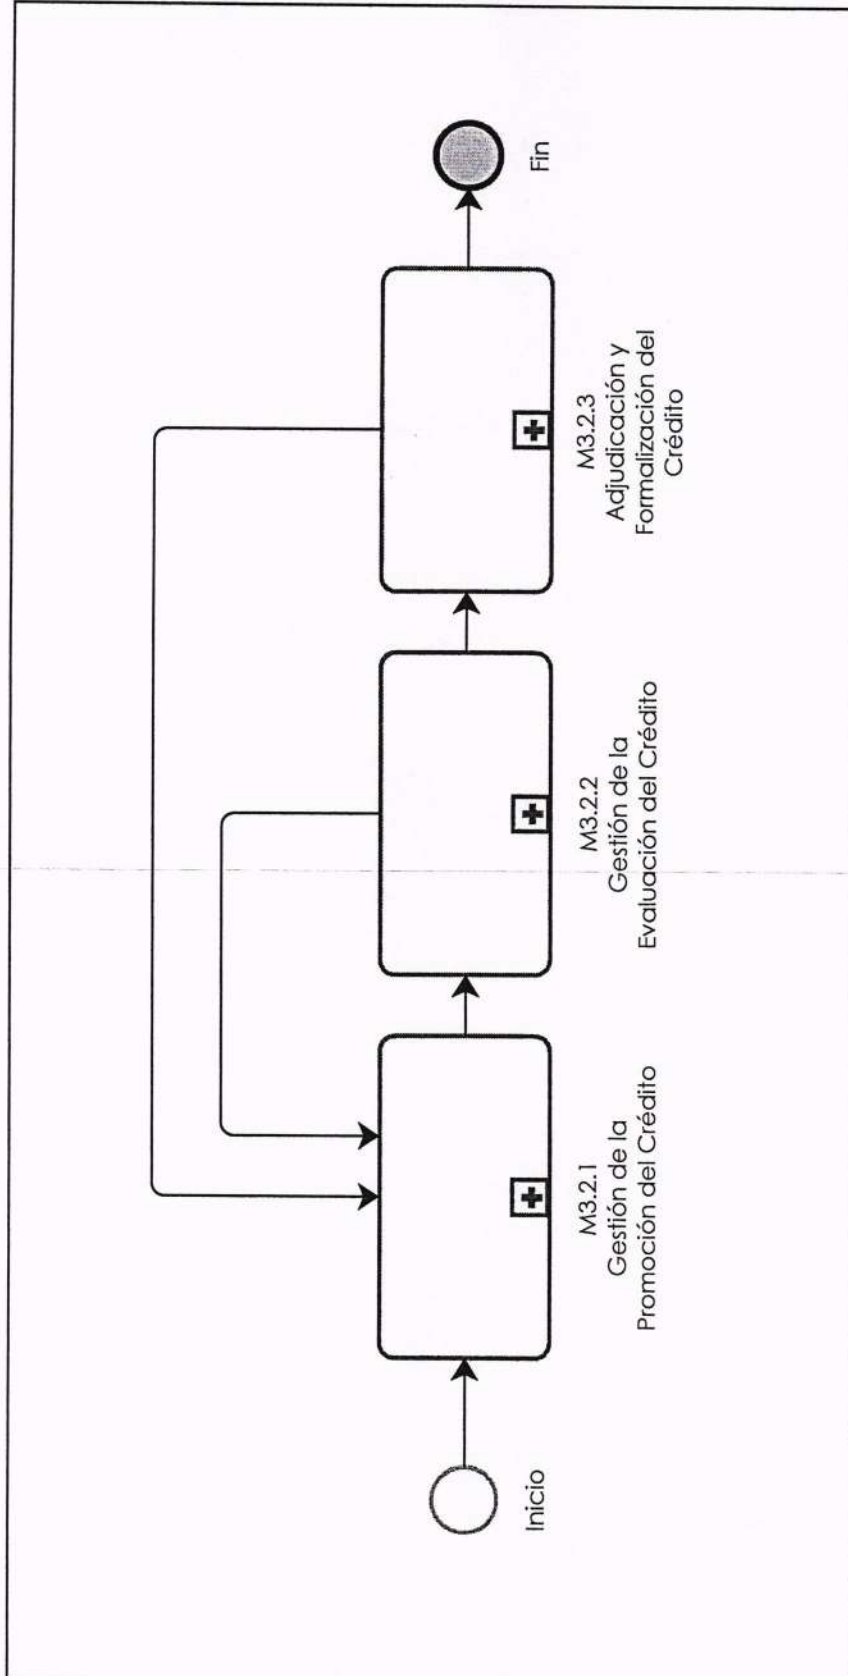 Inicio
M3.2.1
Gestión de la
Promoción del Crédito
M3.2.2
Gestión de la
Evaluación del Crédito
M3.2.3
Adjudicación y
Formalización del
Crédito
Fin